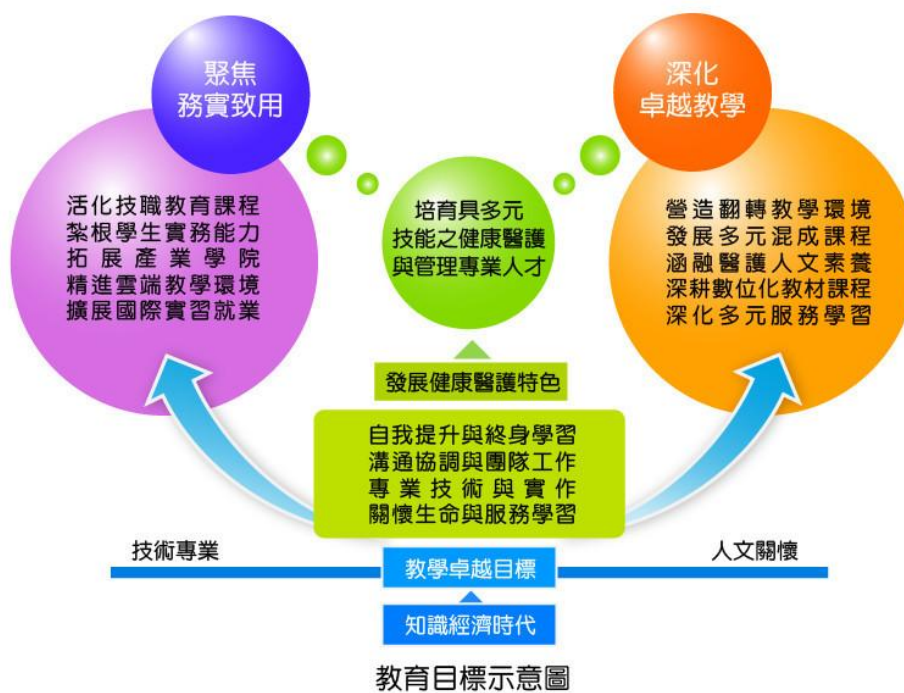 聚焦
務實致用
深化
卓越教學
活化技職教育課程
紮根學生實務能力
拓展產業學院
精進雲端教學環境
擴展國際實習就業
培育具多元
技能之健康醫護
與管理專業人才
營造翻轉教學環境
發展多元混成課程
涵融醫護人文素養
深耕數位化教材課程
深化多元服務學習
發展健康醫護特色
自我提升與終身學習
溝通協調與團隊工作
專業技術與實作
關懷生命與服務學習
技術專業
人文關懷
教學卓越目標
知識經濟時代
教育目標示意圖